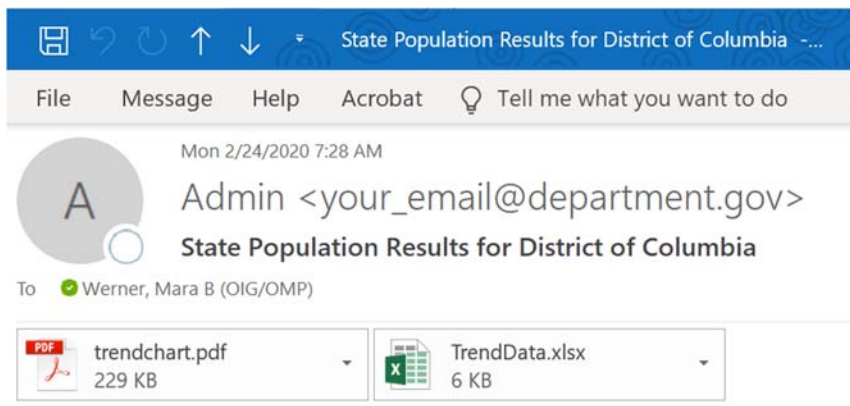 State Population Results for District of Columbia -...
File Message Help Acrobat Tell me what you want to do
Mon 2/24/2020 7:28 AM
A
Admin <your_email@department.gov>
State Population Results for District of Columbia
To Werner, Mara B (OIG/OMP)
PDF trendchart.pdf
229 KB
X TrendData.xlsx
6 KB